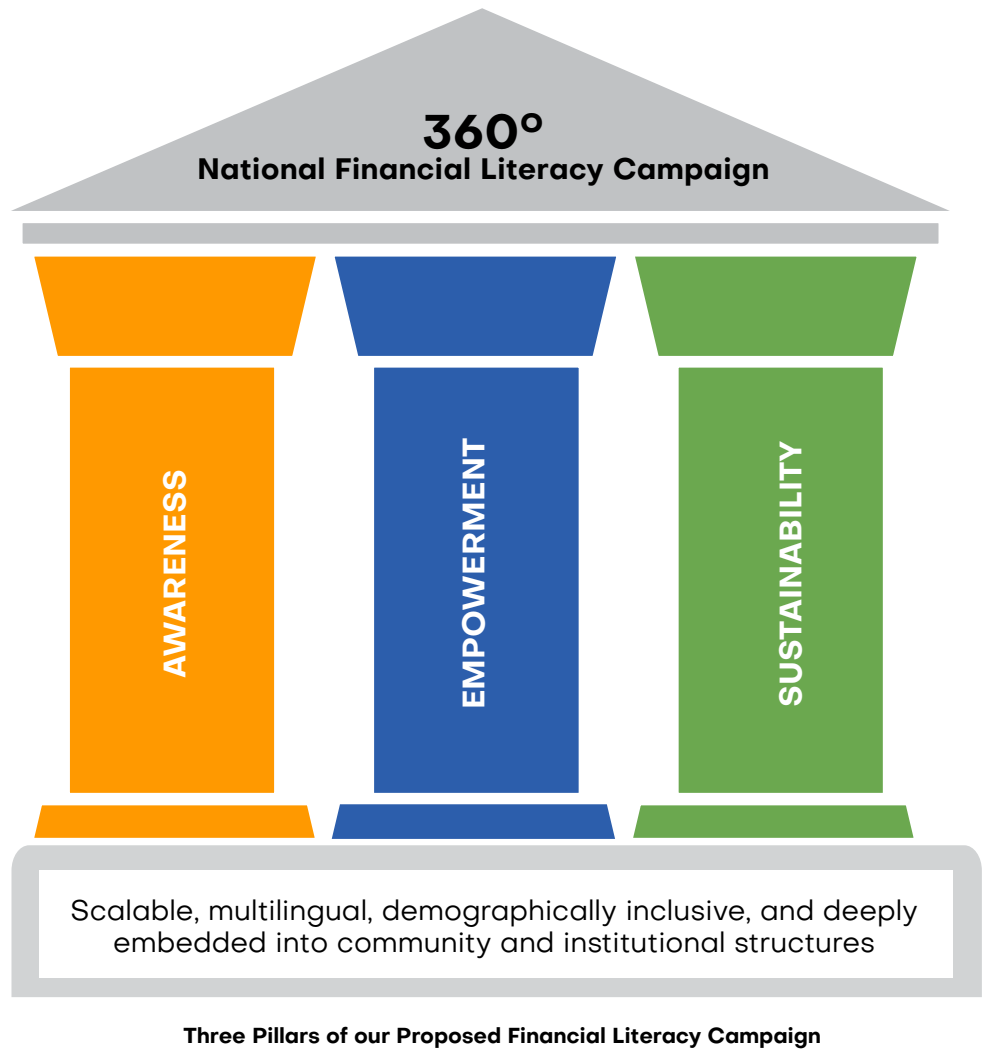 360°
National Financial Literacy Campaign
AWARENESS
EMPOWERMENT
SUSTAINABILITY
Scalable, multilingual, demographically inclusive, and deeply
embedded into community and institutional structures
Three Pillars of our Proposed Financial Literacy Campaign